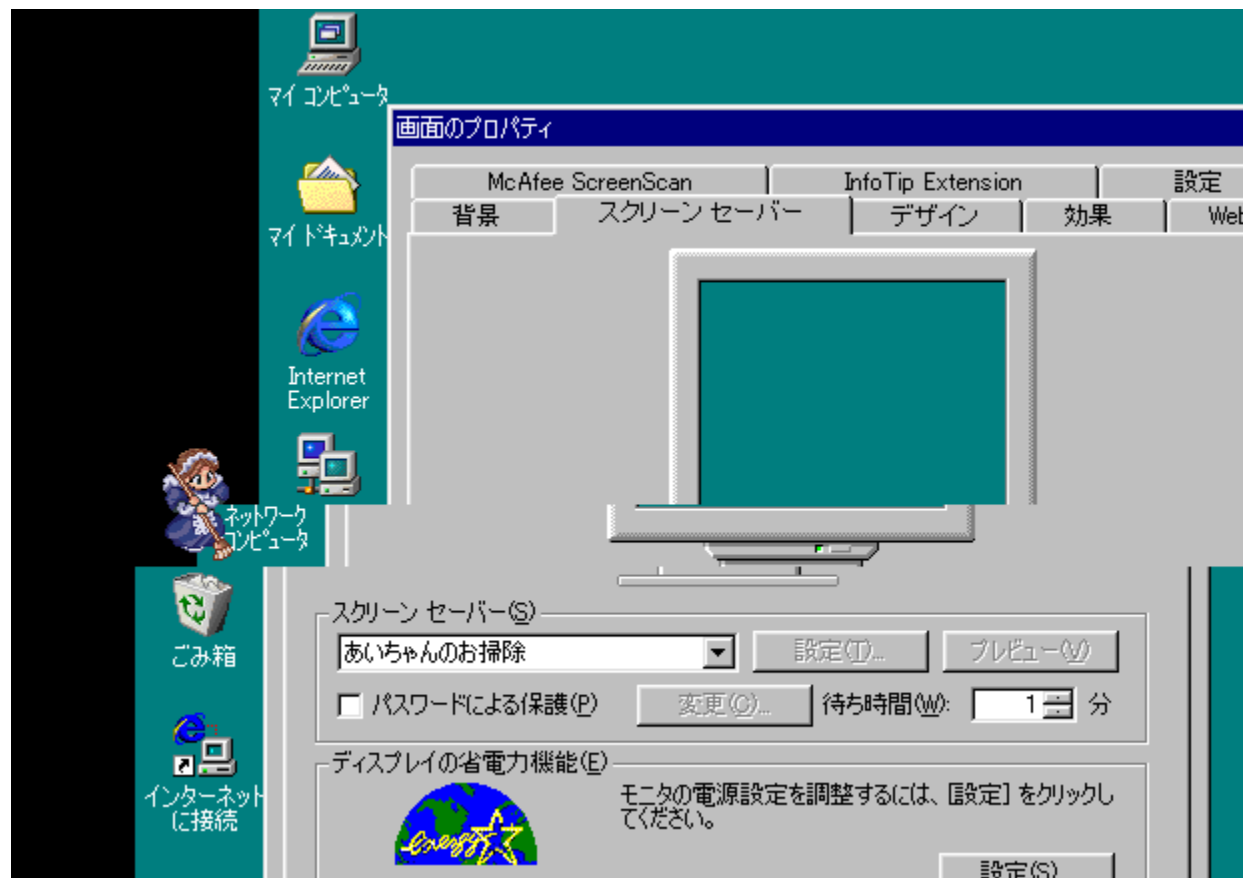 マイ コンピュータ
画面のプロパティ
McAfee ScreenScan
InfoTip Extension
設定
背景
スクリーン セーバー
デザイン
効果
Web
マイ ドキュメント
Internet
Explorer
ネットワーク
コンピュータ
ごみ箱
スクリーン セーバー(S)
あいちゃんのお掃除
設定(T)...
プレビュー(V)
パスワードによる保護(P)
変更(C)...
待ち時間(W):
1
分
インターネット
に接続
ディスプレイの省電力機能(E)
energy
モニタの電源設定を調整するには、[設定] をクリックし
てください。
設定(S)